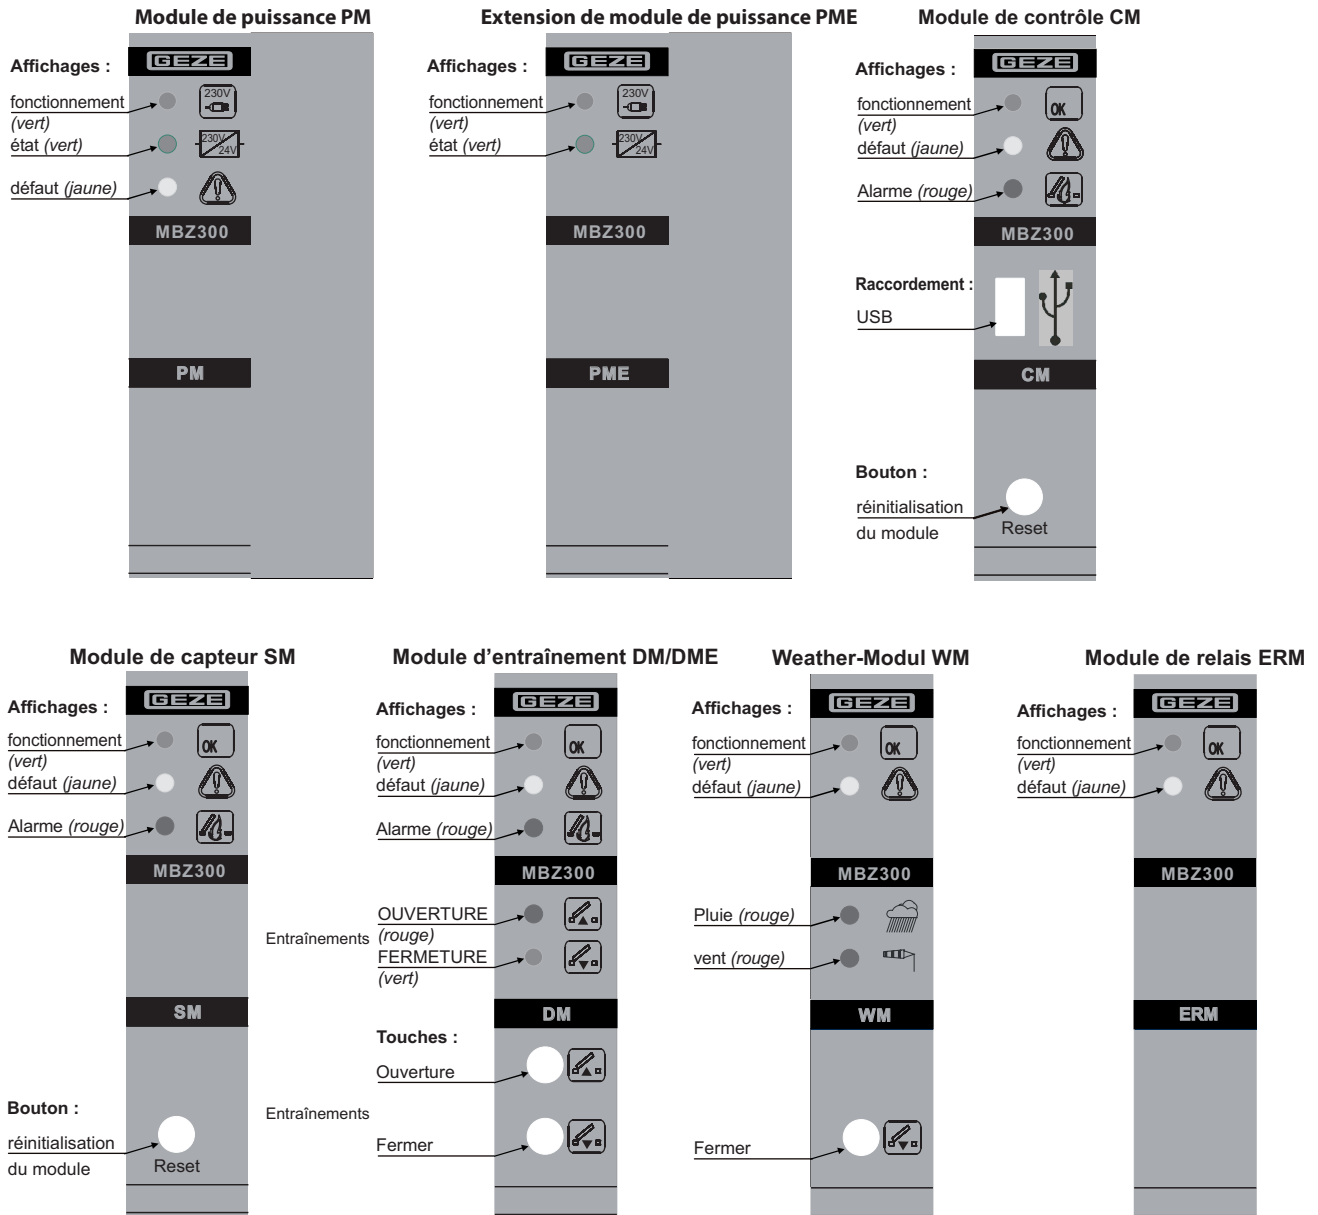 Module de puissance PM
Affichages :
GEZE
fonctionnement
(vert)
230V
état (vert)
230V
24V
défaut (jaune)
MBZ300
PM
Extension de module de puissance PME
Affichages :
GEZE
fonctionnement
(vert)
230V
état (vert)
230V
24V
MBZ300
PME
Module de contrôle CM
Affichages :
GEZE
fonctionnement
(vert)
OK
défaut (jaune)
Alarme (rouge)
MBZ300
Raccordement :
USB
CM
Bouton :
réinitialisation
du module
Reset
Module de capteur SM
Affichages :
GEZE
fonctionnement
(vert)
OK
défaut (jaune)
Alarme (rouge)
MBZ300
SM
Bouton :
réinitialisation
du module
Reset
Module d'entraînement DM/DME
Affichages :
GEZE
fonctionnement
(vert)
OK
défaut (jaune)
Alarme (rouge)
MBZ300
Entraînements
OUVERTURE
(rouge)
FERMETURE
(vert)
DM
Touches :
Ouverture
Entraînements
Fermer
Weather-Modul WM
Affichages :
GEZE
fonctionnement
(vert)
OK
défaut (jaune)
MBZ300
Pluie (rouge)
vent (rouge)
WM
Fermer
Module de relais ERM
Affichages :
GEZE
fonctionnement
(vert)
OK
défaut (jaune)
MBZ300
ERM